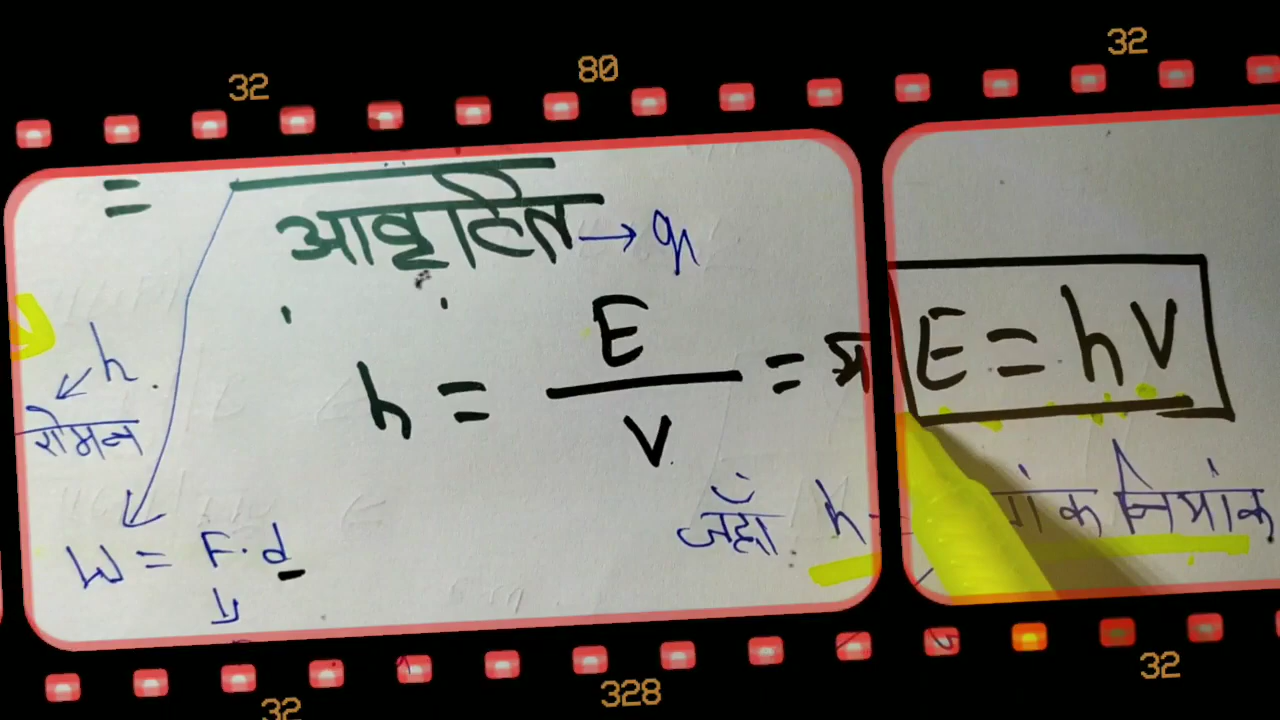 32 80 32
=
आवृत्ति →
h = E / V =
E = hV
h
रोमन
W = F.d
जहाँ h -
नियांक
32 328 32